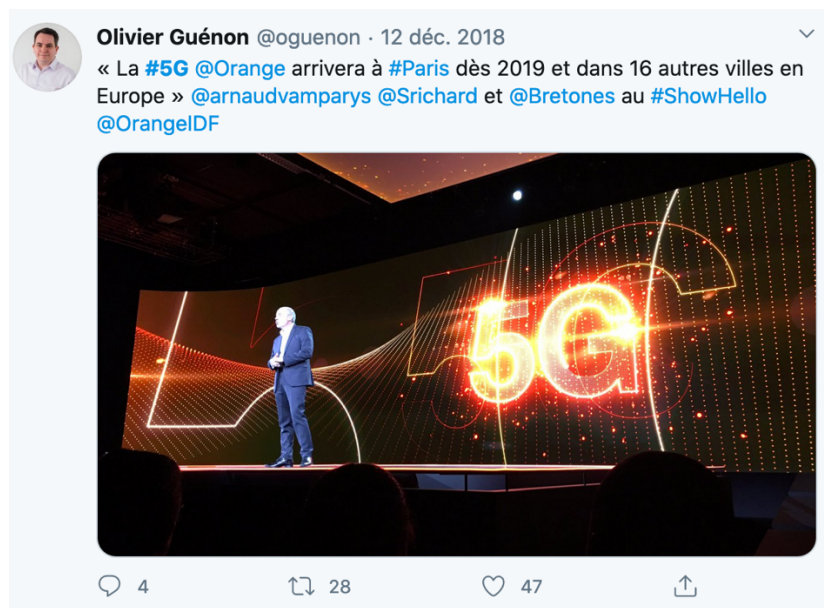 Olivier Guénon @oguenon · 12 déc. 2018
« La #5G @Orange arrivera à #Paris dès 2019 et dans 16 autres villes en
Europe » @arnaudvamparys @Srichard et @Bretones au #ShowHello
@OrangeIDF
5G
4 28 47